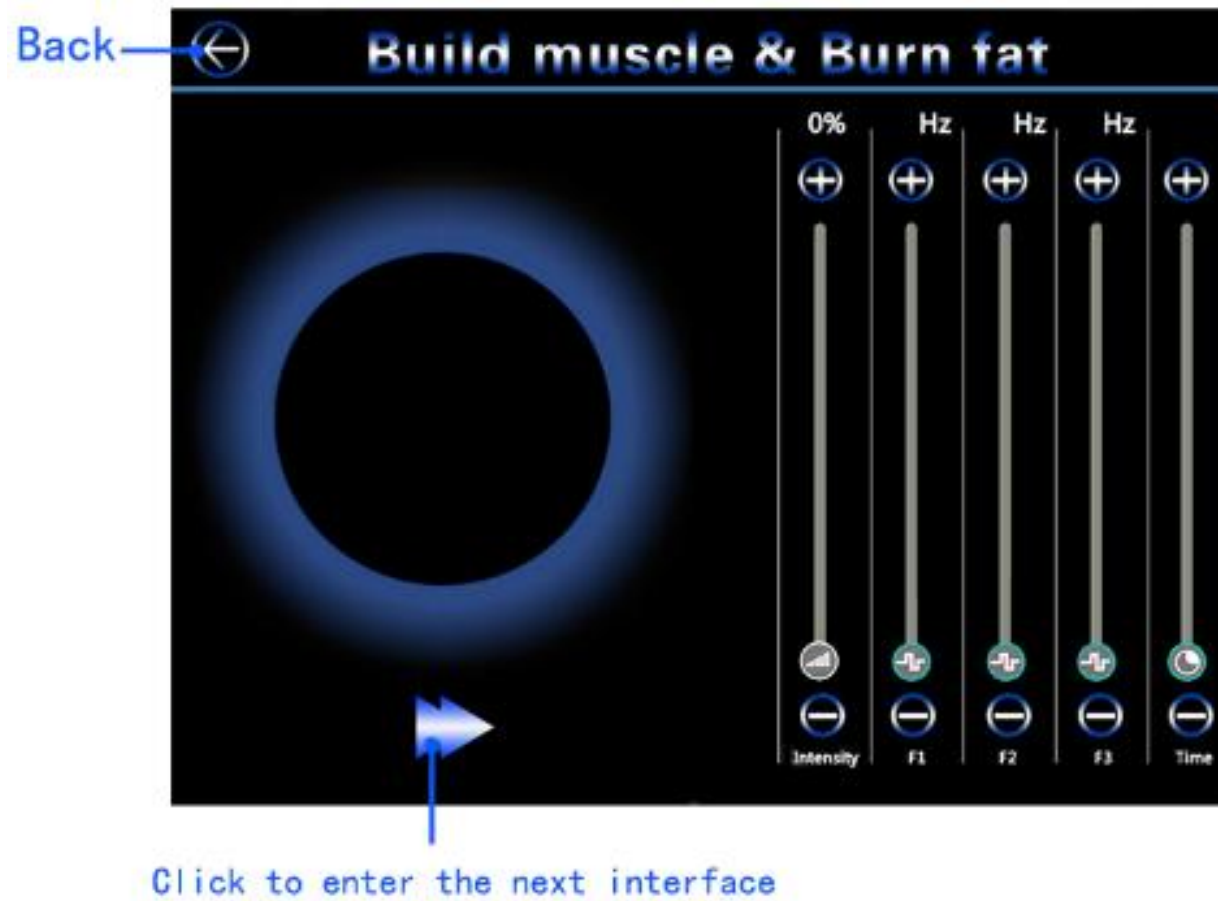 Back
Build muscle & Burn fat
0% Hz Hz Hz
Intensity F1 F2 F3 Time
Click to enter the next interface